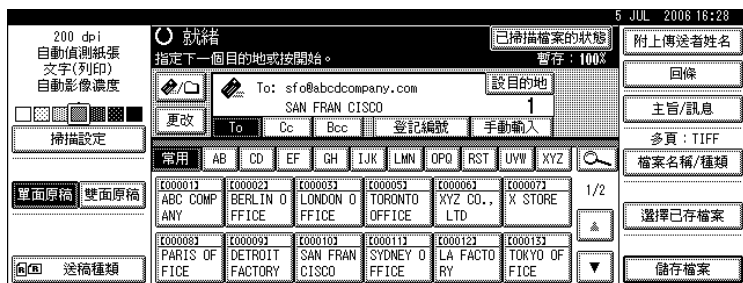 5 JUL 2006 16:28
200 dpi
自動偵測紙張
文字(列印)
自動影像濃度
掃描設定
單面原稿 雙面原稿
送稿種類
就緒
已掃描檔案的狀態
指定下一個目的地或按開始。
暫存：100%
To: sfo@abcdcompany.com
設目的地
SAN FRAN CISCO
1
更改
To Cc Bcc 登記編號 手動輸入
常用 AB CD EF GH IJK LMN OPQ RST UVW XYZ
[00001] [00002] [00003] [00005] [00006] [00007]
ABC COMP BERLIN O LONDON O TORONTO XYZ CO., X STORE
ANY FFICE FFICE OFFICE LTD
1/2
[00008] [00009] [00010] [00011] [00012] [00013]
PARIS OF DETROIT SAN FRAN SYDNEY O LA FACTO TOKYO OF
FICE FACTORY CISCO FFICE RY FICE
附上傳送者姓名
回條
主旨/訊息
多頁：TIFF
檔案名稱/種類
選擇已存檔案
儲存檔案